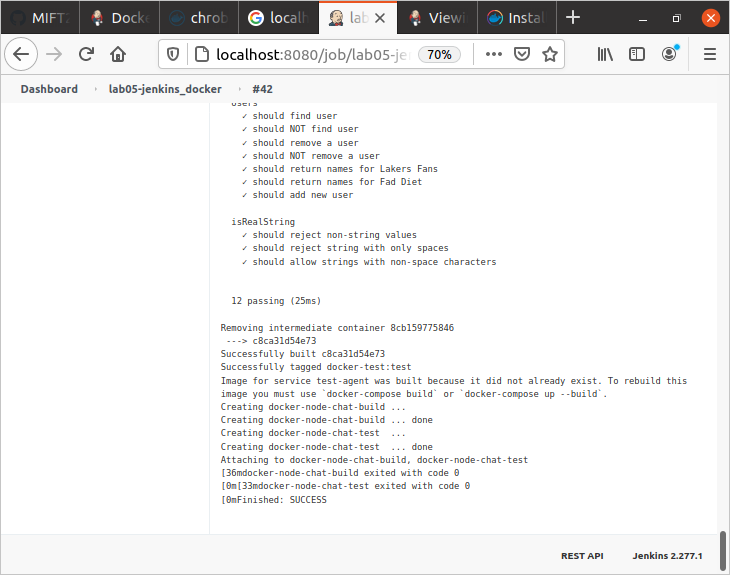 MIFT
Docke
chrob
localh
lab
Viewi
Instal
localhost:8080/job/lab05-je
70%
Dashboard
lab05-jenkins_docker
#42
Users
✓ should find user
✓ should NOT find user
✓ should remove a user
✓ should NOT remove a user
✓ should return names for Lakers Fans
✓ should return names for Fad Diet
✓ should add new user
isRealString
✓ should reject non-string values
✓ should reject string with only spaces
✓ should allow strings with non-space characters
12 passing (25ms)
Removing intermediate container 8cb159775846
---> c8ca31d54e73
Successfully built c8ca31d54e73
Successfully tagged docker-test:test
Image for service test-agent was built because it did not already exist. To rebuild this
image you must use `docker-compose build` or `docker-compose up --build`.
Creating docker-node-chat-build ...
Creating docker-node-chat-build ... done
Creating docker-node-chat-test  ...
Creating docker-node-chat-test  ... done
Attaching to docker-node-chat-build, docker-node-chat-test
[36mdocker-node-chat-build exited with code 0
[0m[33mdocker-node-chat-test exited with code 0
[0mFinished: SUCCESS
REST API
Jenkins 2.277.1